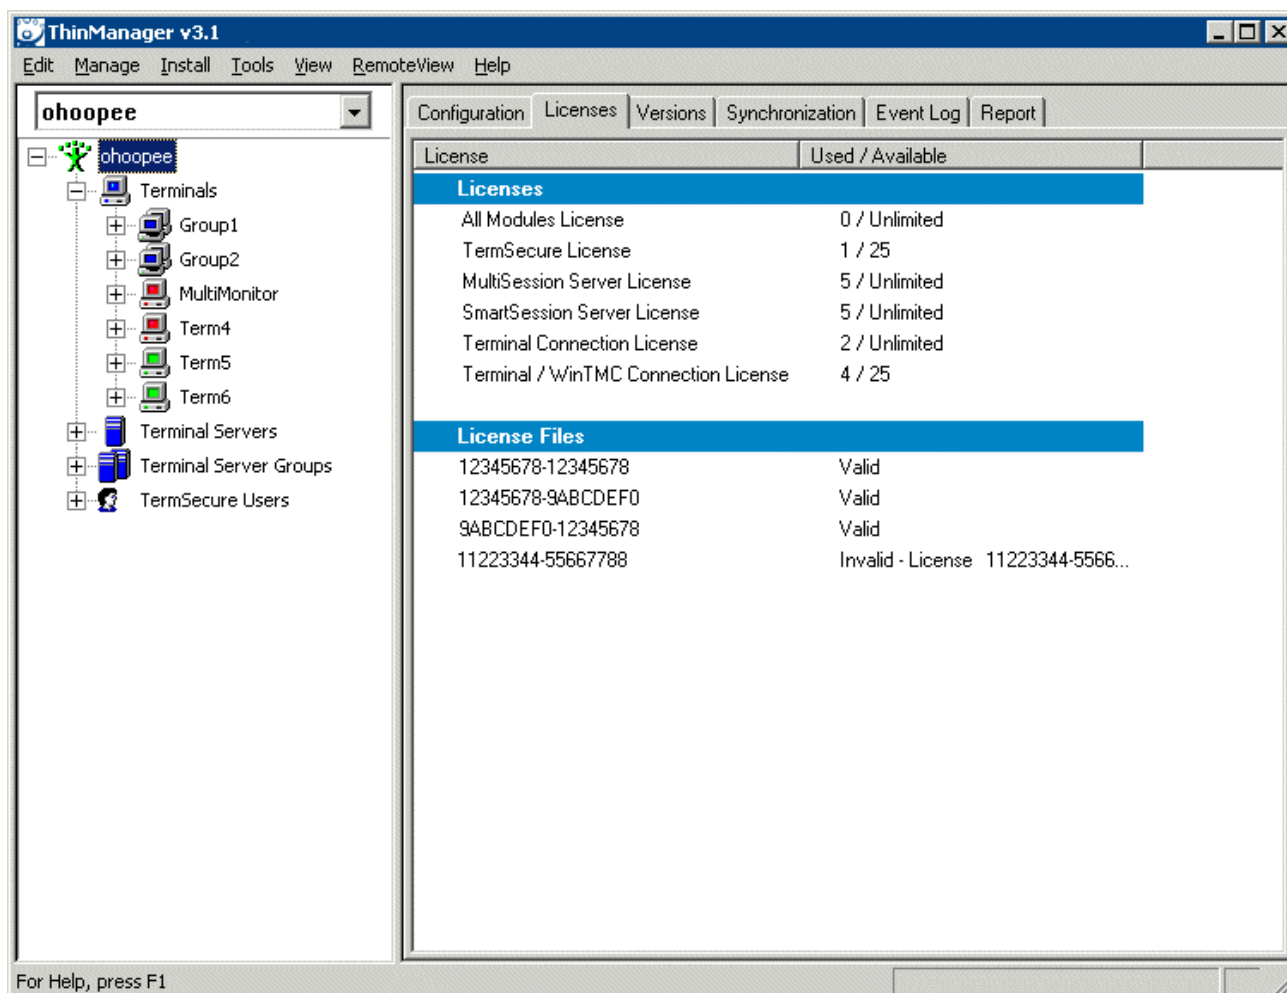 ThinManager v3.1
Edit Manage Install Tools View RemoteView Help
ohoopee
ohoopee
Terminals
Group1
Group2
MultiMonitor
Term4
Term5
Term6
Terminal Servers
Terminal Server Groups
TermSecure Users
Configuration Licenses Versions Synchronization Event Log Report
License Used / Available
Licenses
All Modules License 0 / Unlimited
TermSecure License 1 / 25
MultiSession Server License 5 / Unlimited
SmartSession Server License 5 / Unlimited
Terminal Connection License 2 / Unlimited
Terminal / WinTMC Connection License 4 / 25
License Files
12345678-12345678 Valid
12345678-9ABCDEF0 Valid
9ABCDEF0-12345678 Valid
11223344-55667788 Invalid - License 11223344-5566...
For Help, press F1